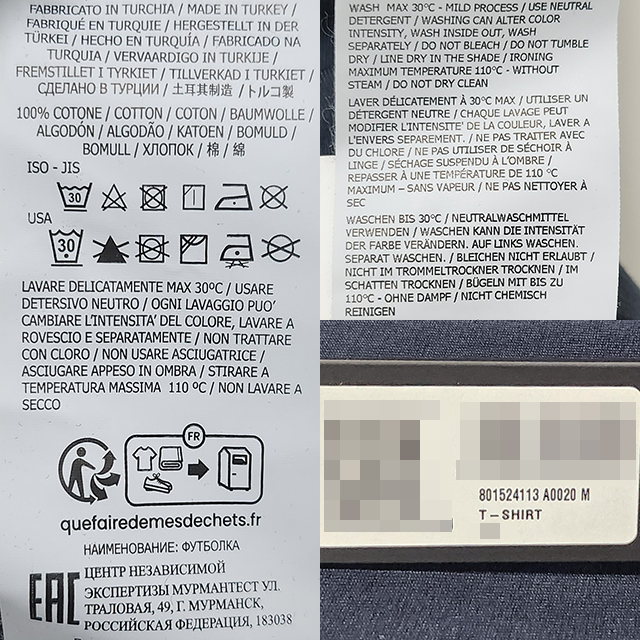 FABBRICATO IN TURCHIA / MADE IN TURKEY /
FABRIQUÉ EN TURQUIE / HERGESTELLT IN DER
TÜRKEI / HECHO EN TURQUÍA / FABRICADO NA
TURQUIA / VERVAARDIGD IN TURKIJE /
FREMSTILLET I TYRKIET / TILLVERKAD I TURKIET /
СДЕЛАНО В ТУРЦИИ / 土耳其制造 / トルコ製
100% COTONE / COTTON / COTON / BAUMWOLLE /
ALGODÓN / ALGODÃO / KATOEN / BOMULD /
BOMULL / ХЛОПОК / 棉 / 綿
ISO - JIS
30
USA
30
LAVARE DELICATAMENTE MAX 30°C / USARE
DETERSIVO NEUTRO / OGNI LAVAGGIO PUO'
CAMBIARE L'INTENSITA' DEL COLORE, LAVARE A
ROVESCIO E SEPARATAMENTE / NON TRATTARE
CON CLORO / NON USARE ASCIUGATRICE /
ASCIUGARE APPESO IN OMBRA / STIRARE A
TEMPERATURA MASSIMA 110 °C / NON LAVARE A
SECCO
FR
quefairedemesdechets.fr
НАИМЕНОВАНИЕ: ФУТБОЛКА
EAC
ЦЕНТР НЕЗАВИСИМОЙ
ЭКСПЕРТИЗЫ МУРМАНТЕСТ УЛ.
ТРАЛОВАЯ, 49, Г. МУРМАНСК,
РОССИЙСКАЯ ФЕДЕРАЦИЯ, 183038
WASH MAX 30°C - MILD PROCESS / USE NEUTRAL
DETERGENT / WASHING CAN ALTER COLOR
INTENSITY, WASH INSIDE OUT, WASH
SEPARATELY / DO NOT BLEACH / DO NOT TUMBLE
DRY / LINE DRY IN THE SHADE / IRONING
MAXIMUM TEMPERATURE 110°C - WITHOUT
STEAM / DO NOT DRY CLEAN
LAVER DÉLICATEMENT À 30°C MAX / UTILISER UN
DÉTERGENT NEUTRE / CHAQUE LAVAGE PEUT
MODIFIER L'INTENSITE' DE LA COULEUR, LAVER A
L'ENVERS SEPAREMENT. / NE PAS TRAITER AVEC
DU CHLORE / NE PAS UTILISER DE SÉCHOIR À
LINGE / SÉCHAGE SUSPENDU À L'OMBRE /
REPASSER À UNE TEMPÉRATURE DE 110 °C
MAXIMUM – SANS VAPEUR / NE PAS NETTOYER À
SEC
WASCHEN BIS 30°C / NEUTRALWASCHMITTEL
VERWENDEN / WASCHEN KANN DIE INTENSITÄT
DER FARBE VERÄNDERN. AUF LINKS WASCHEN.
SEPARAT WASCHEN. / BLEICHEN NICHT ERLAUBT /
NICHT IM TROMMELTROCKNER TROCKNEN / IM
SCHATTEN TROCKNEN / BÜGELN MIT BIS ZU
110°C - OHNE DAMPF / NICHT CHEMISCH
REINIGEN
801524113 A0020 M
T-SHIRT